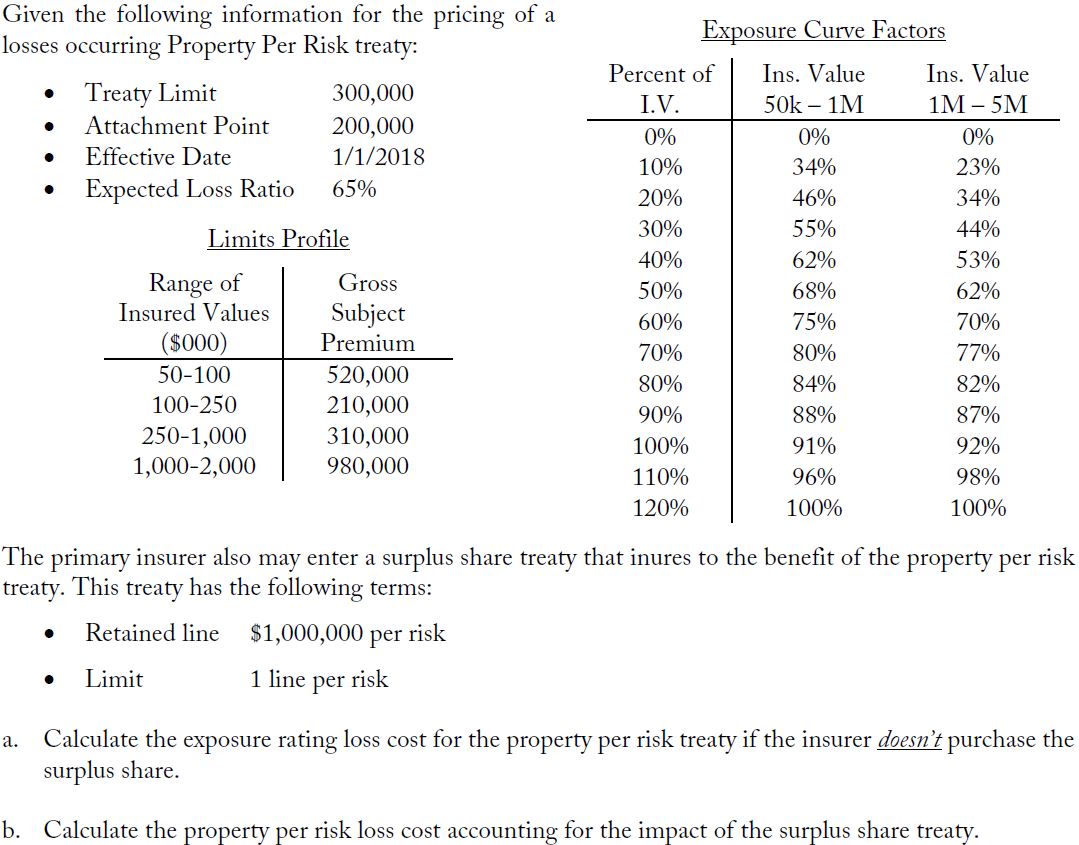 Given the following information for the pricing of a
losses occurring Property Per Risk treaty:
• Treaty Limit 300,000
• Attachment Point 200,000
• Effective Date 1/1/2018
• Expected Loss Ratio 65%
Limits Profile
Range of Gross
Insured Values Subject
($000) Premium
50-100 520,000
100-250 210,000
250-1,000 310,000
1,000-2,000 980,000
Exposure Curve Factors
Percent of Ins. Value Ins. Value
I.V. 50k – 1M 1M – 5M
0% 0% 0%
10% 34% 23%
20% 46% 34%
30% 55% 44%
40% 62% 53%
50% 68% 62%
60% 75% 70%
70% 80% 77%
80% 84% 82%
90% 88% 87%
100% 91% 92%
110% 96% 98%
120% 100% 100%
The primary insurer also may enter a surplus share treaty that inures to the benefit of the property per risk
treaty. This treaty has the following terms:
• Retained line $1,000,000 per risk
• Limit 1 line per risk
a. Calculate the exposure rating loss cost for the property per risk treaty if the insurer doesn't purchase the
surplus share.
b. Calculate the property per risk loss cost accounting for the impact of the surplus share treaty.